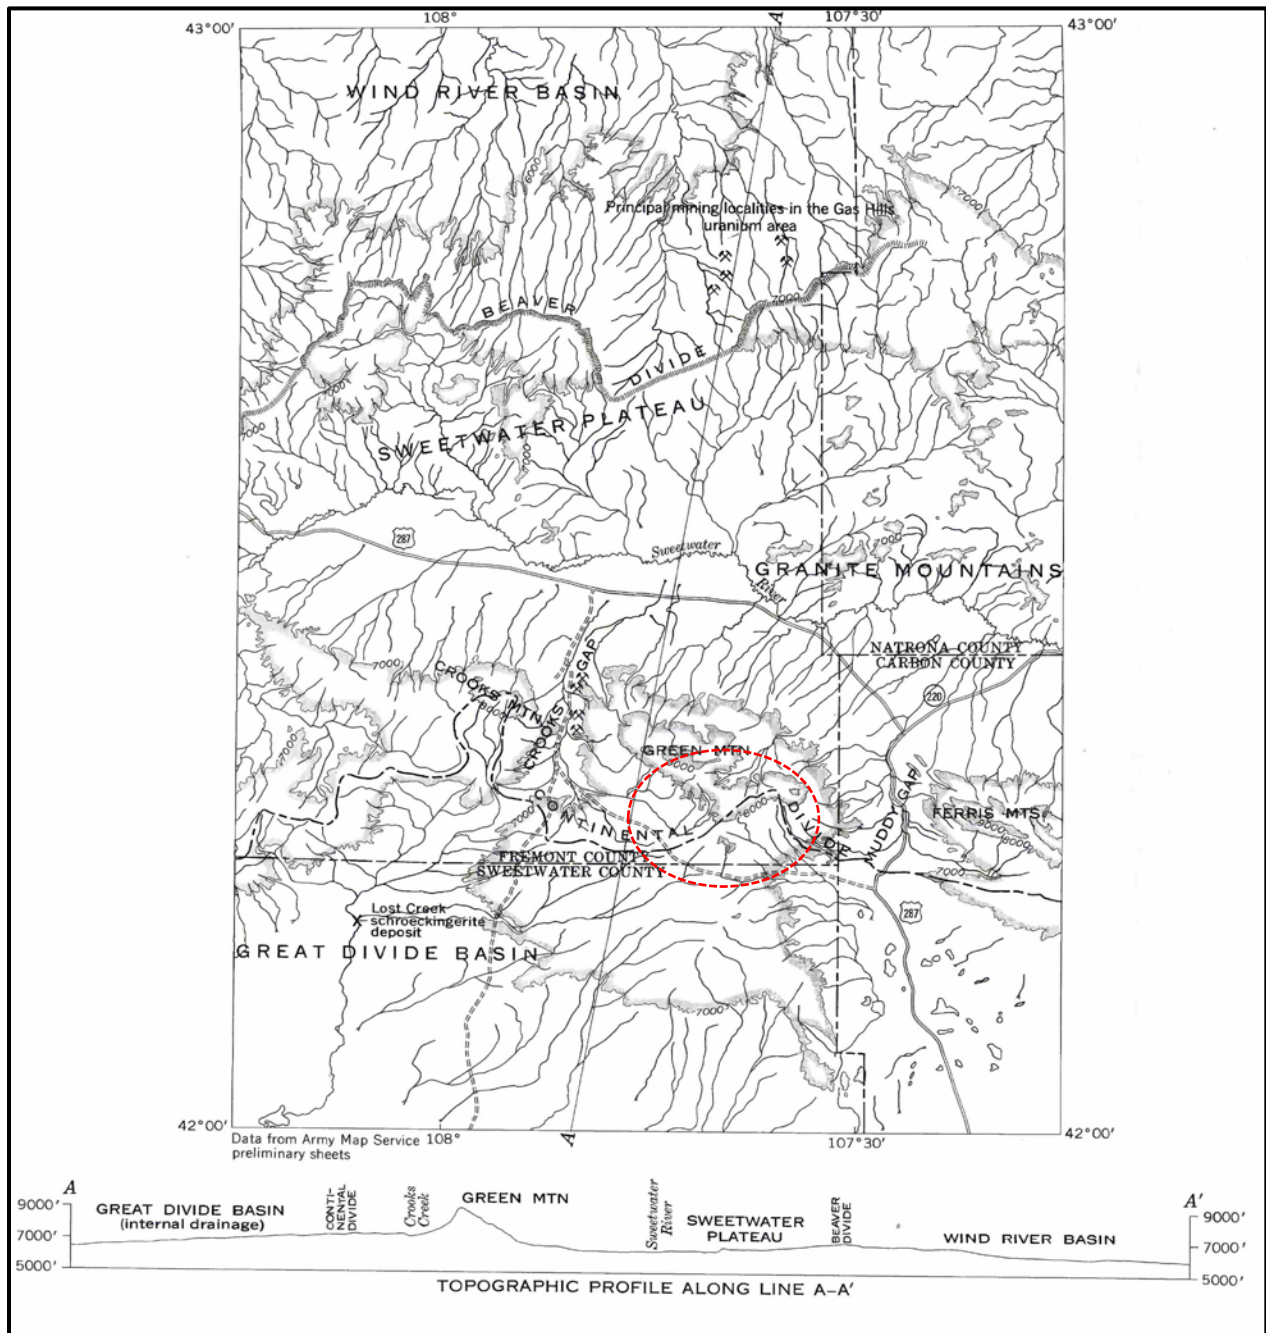 108°
A
107°30'
43°00'
43°00'
WIND RIVER BASIN
6000
7000
Principal mining localities in the Gas Hills
uranium area
BEAVER
7000
DIVIDE
7000
7000
SWEETWATER PLATEAU
7000
287
Sweetwater
River
7000
GRANITE MOUNTAINS
NATRONA COUNTY
CARBON COUNTY
220
7000
CROOKS MTN
8000
CROOKS GAP
7000
GREEN MTN
8000
MUDDY GAP
FERRIS MTS.
9000
8000
7000
CONTINENTAL
8000
DIVIDE
FREMONT COUNTY
SWEETWATER COUNTY
7000
287
Lost Creek
schroeckingerite
deposit
GREAT DIVIDE BASIN
7000
42°00'
42°00'
Data from Army Map Service
preliminary sheets
108°
A
107°30'
A
A'
9000'
7000'
5000'
GREAT DIVIDE BASIN
(internal drainage)
CONTI-
NENTAL
DIVIDE
Crooks
Creek
GREEN MTN
Sweetwater
River
SWEETWATER
PLATEAU
BEAVER
DIVIDE
WIND RIVER BASIN
9000'
7000'
5000'
TOPOGRAPHIC PROFILE ALONG LINE A–A'